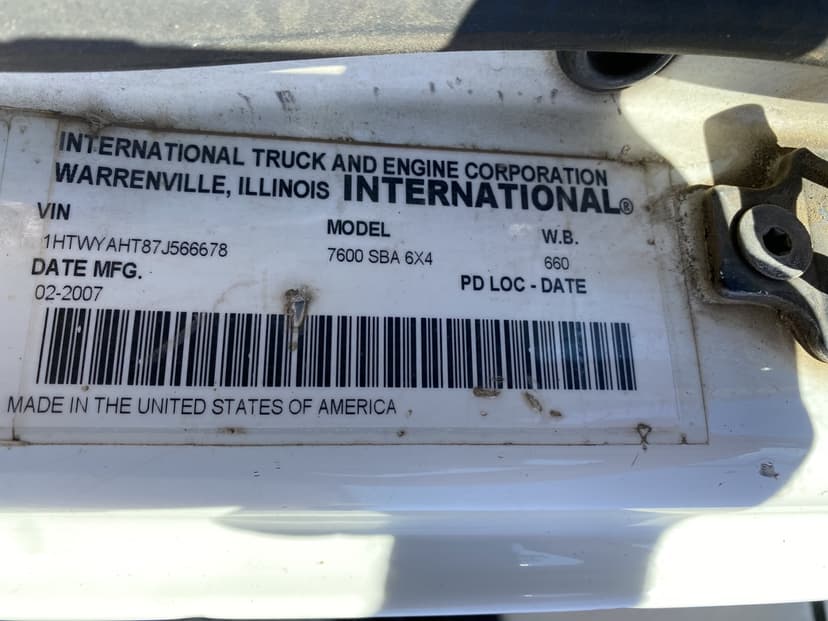 INTERNATIONAL TRUCK AND ENGINE CORPORATION
WARRENVILLE, ILLINOIS INTERNATIONAL®
VIN MODEL W.B.
1HTWYAHT87J566678 7600 SBA 6X4 660
DATE MFG. PD LOC - DATE
02-2007
MADE IN THE UNITED STATES OF AMERICA